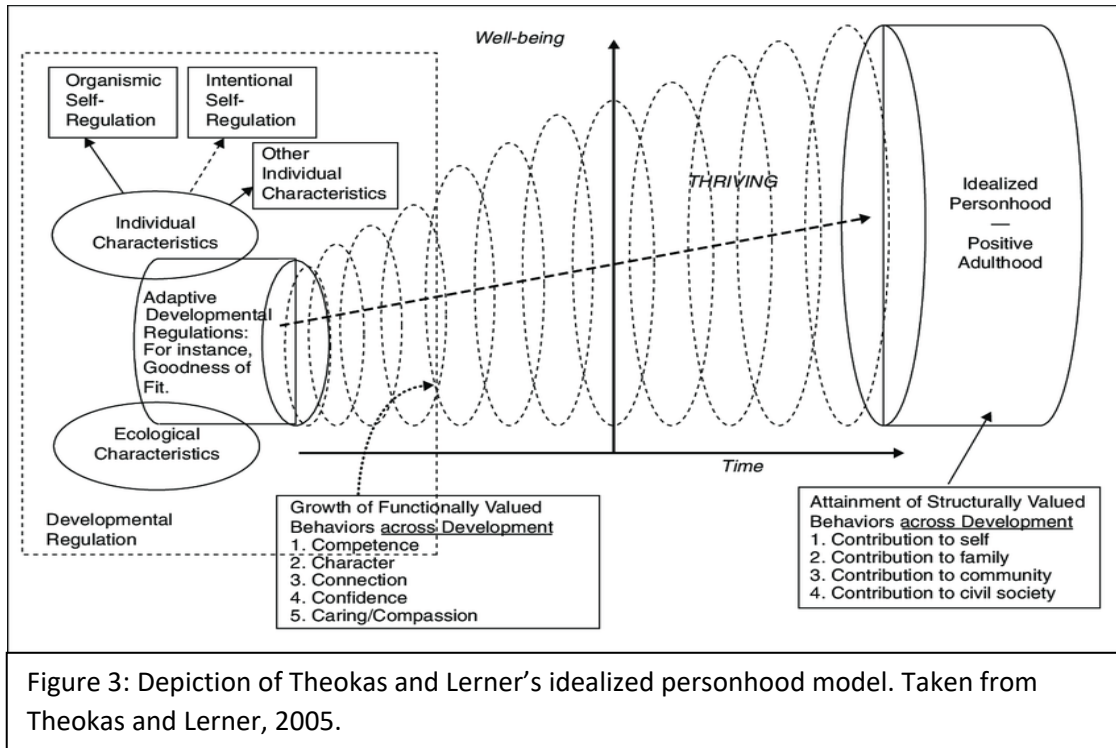 Well-being
Organismic
Self-
Regulation
Intentional
Self-
Regulation
Other
Individual
Characteristics
Individual
Characteristics
THRIVING
Idealized
Personhood
—
Positive
Adulthood
Adaptive
Developmental
Regulations:
For instance,
Goodness of
Fit.
Ecological
Characteristics
Time
Developmental
Regulation
Growth of Functionally Valued
Behaviors across Development
1. Competence
2. Character
3. Connection
4. Confidence
5. Caring/Compassion
Attainment of Structurally Valued
Behaviors across Development
1. Contribution to self
2. Contribution to family
3. Contribution to community
4. Contribution to civil society
Figure 3: Depiction of Theokas and Lerner’s idealized personhood model. Taken from
Theokas and Lerner, 2005.